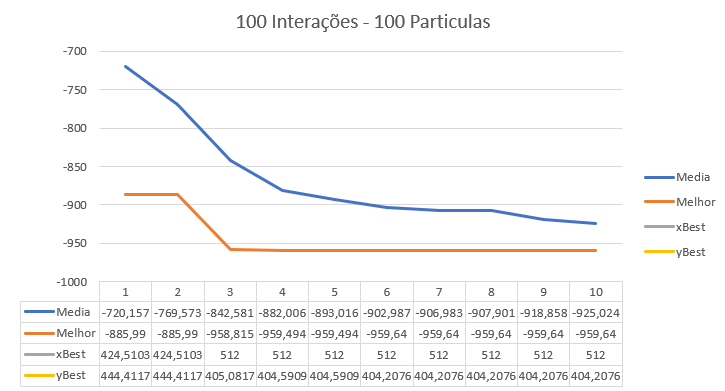 100 Interações - 100 Particulas
-700
-750
-800
-850
-900
-950
-1000
Media
Melhor
xBest
yBest
1 2 3 4 5 6 7 8 9 10
Media -720,157 -769,573 -842,581 -882,006 -893,016 -902,987 -906,983 -907,901 -918,858 -925,024
Melhor -885,99 -885,99 -958,815 -959,494 -959,494 -959,64 -959,64 -959,64 -959,64 -959,64
xBest 424,5103 424,5103 512 512 512 512 512 512 512 512
yBest 444,4117 444,4117 405,0817 404,5909 404,5909 404,2076 404,2076 404,2076 404,2076 404,2076